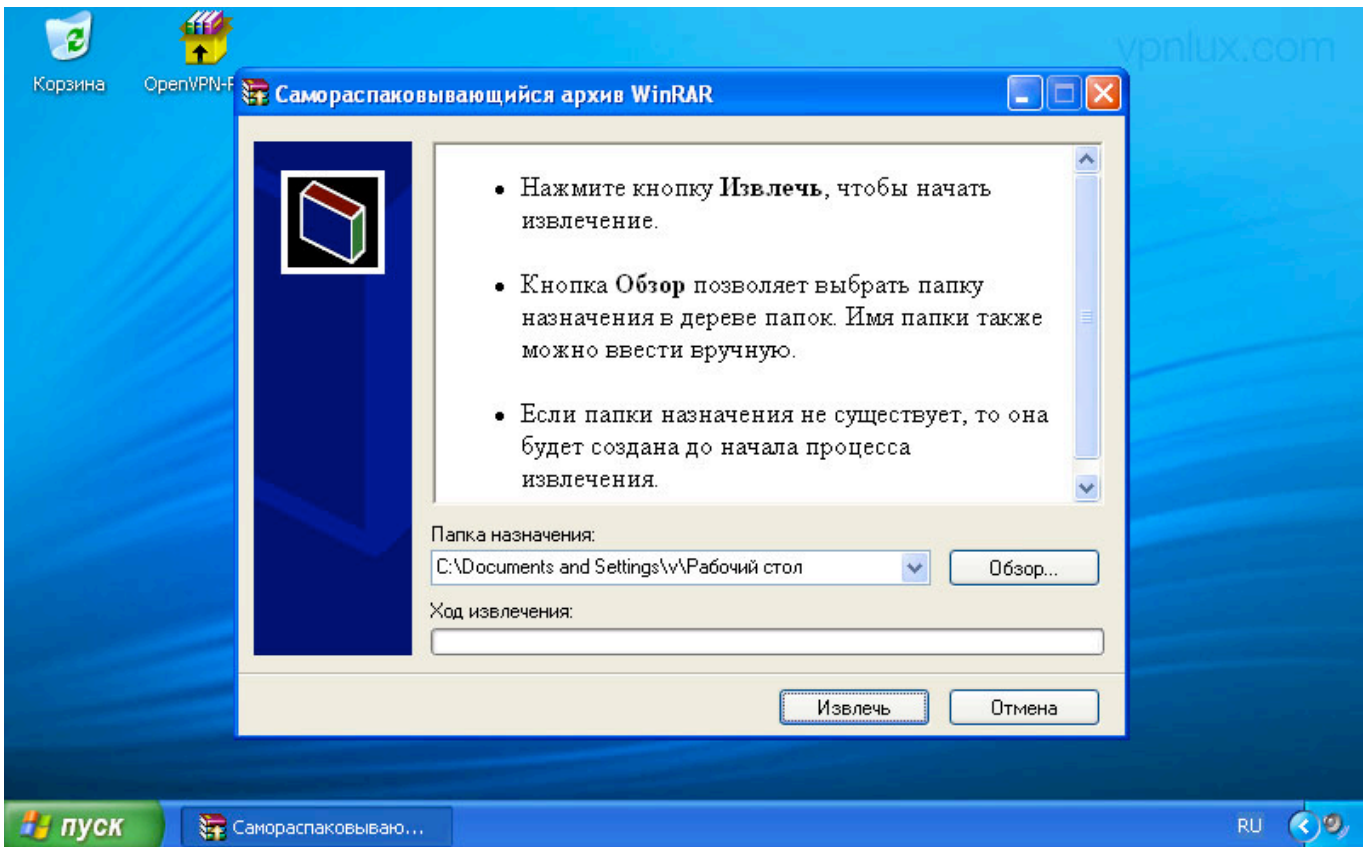 vpnlux.com
Корзина
OpenVPN-F
Самораспаковывающийся архив WinRAR
• Нажмите кнопку Извлечь, чтобы начать
извлечение.
• Кнопка Обзор позволяет выбрать папку
назначения в дереве папок. Имя папки также
можно ввести вручную.
• Если папки назначения не существует, то она
будет создана до начала процесса
извлечения.
Папка назначения:
C:\Documents and Settings\v\Рабочий стол
Обзор...
Ход извлечения:
Извлечь
Отмена
пуск
Самораспаковываю...
RU